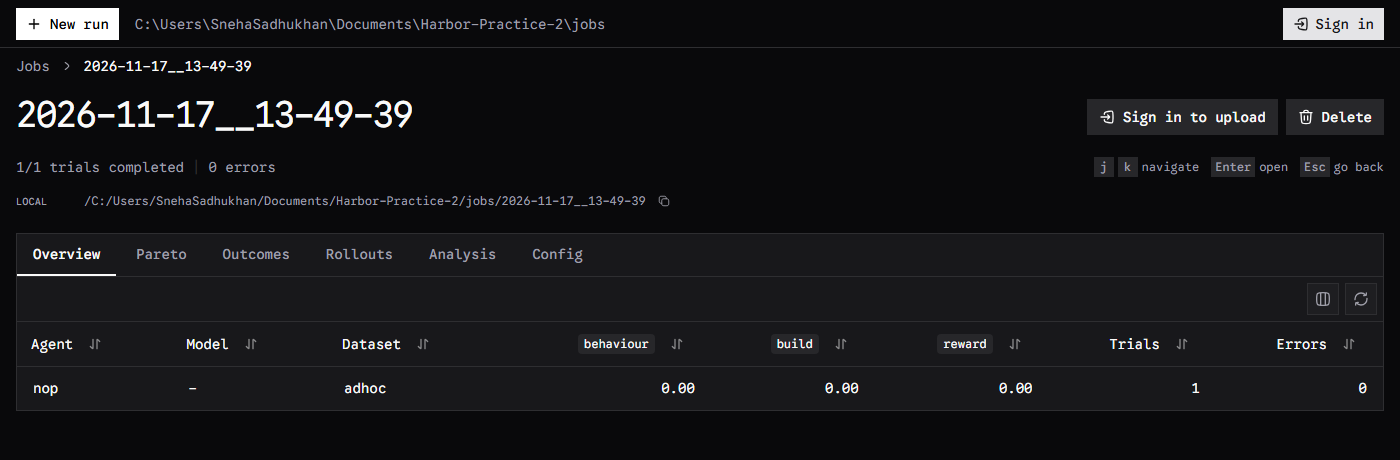 + New run C:\Users\SnehaSadhukhan\Documents\Harbor-Practice-2\jobs Sign in
Jobs > 2026-11-17__13-49-39
2026-11-17__13-49-39 Sign in to upload Delete
1/1 trials completed | 0 errors j k navigate Enter open Esc go back
LOCAL /C:/Users/SnehaSadhukhan/Documents/Harbor-Practice-2/jobs/2026-11-17__13-49-39
Overview Pareto Outcomes Rollouts Analysis Config
Agent Model Dataset behaviour build reward Trials Errors
nop – adhoc 0.00 0.00 0.00 1 0